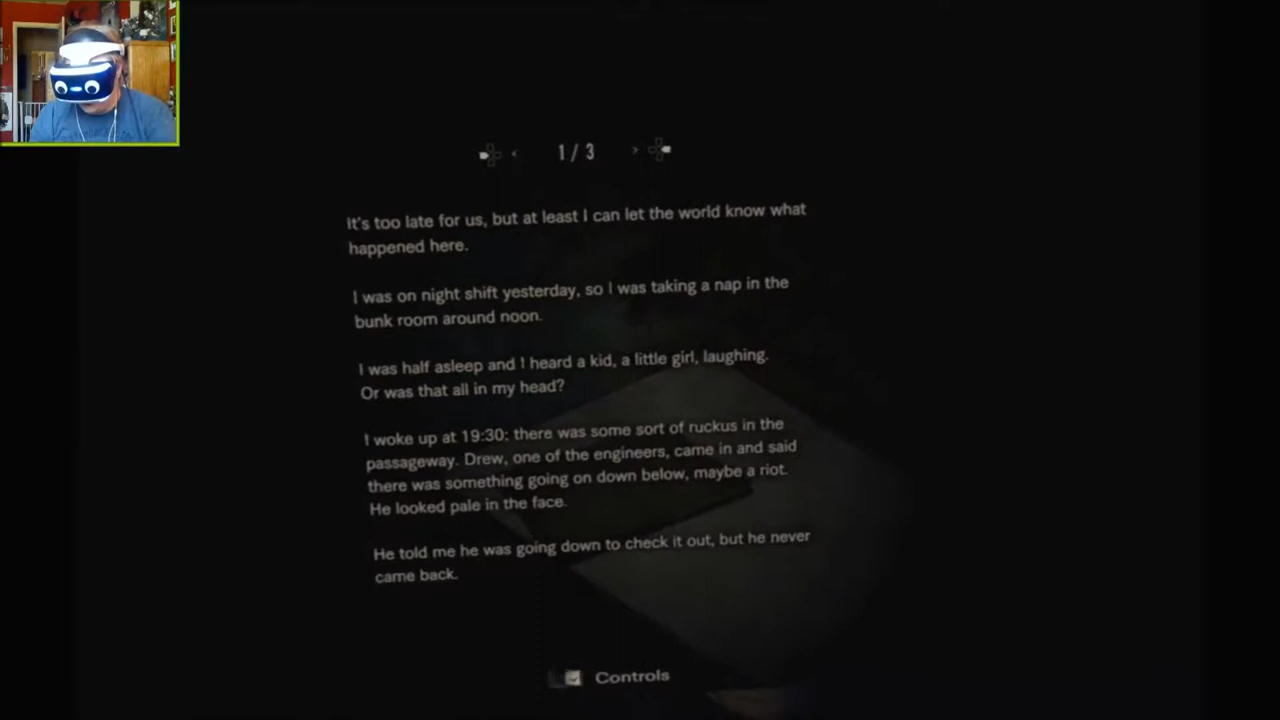 1 / 3
It's too late for us, but at least I can let the world know what
happened here.
I was on night shift yesterday, so I was taking a nap in the
bunk room around noon.
I was half asleep and I heard a kid, a little girl, laughing.
Or was that all in my head?
I woke up at 19:30; there was some sort of ruckus in the
passageway. Drew, one of the engineers, came in and said
there was something going on down below, maybe a riot.
He looked pale in the face.
He told me he was going down to check it out, but he never
came back.
Controls